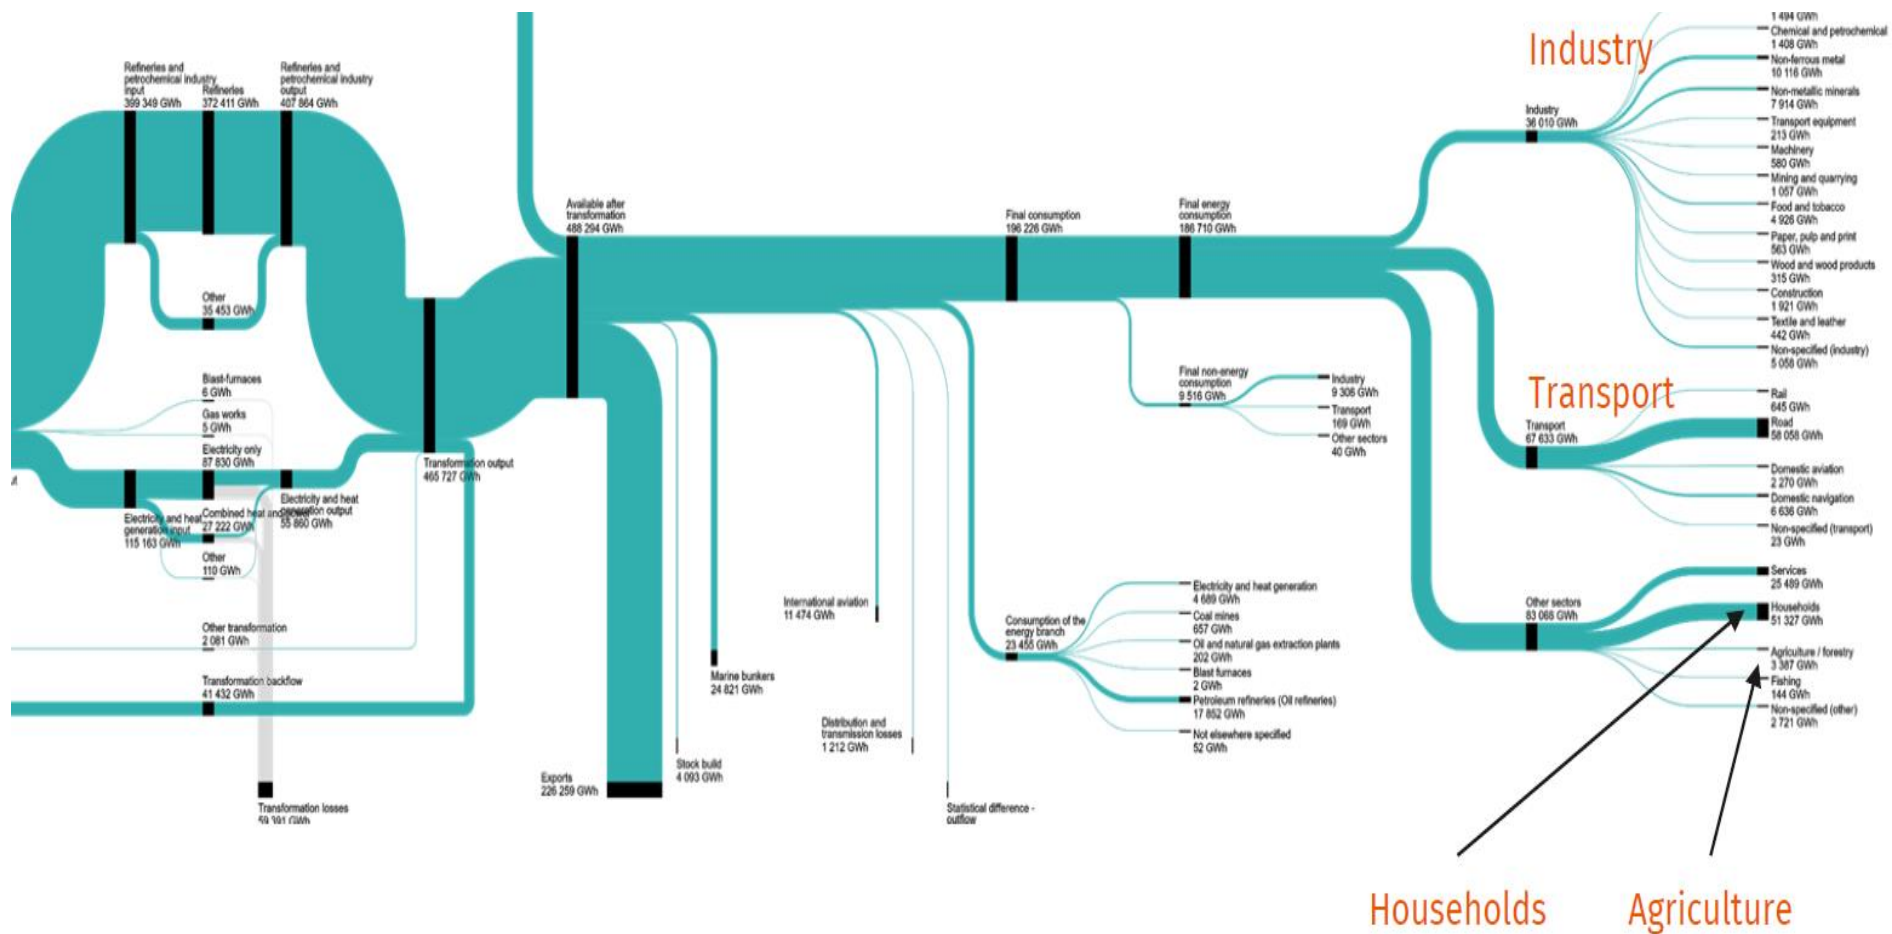 Refineries and
petrochemical industry
input
399 349 GWh
Refineries
372 411 GWh
Refineries and
petrochemical industry
output
407 864 GWh
Other
35 453 GWh
Blast-furnaces
6 GWh
Gas works
5 GWh
Electricity only
87 830 GWh
Electricity and heat
generation input
115 163 GWh
Combined heat and power
27 222 GWh
Electricity and heat
generation output
55 860 GWh
Other
110 GWh
Other transformation
2 081 GWh
Transformation backflow
41 432 GWh
Transformation losses
59 391 GWh
Transformation output
465 727 GWh
Available after
transformation
488 294 GWh
Exports
226 259 GWh
Stock build
4 093 GWh
Marine bunkers
24 821 GWh
International aviation
11 474 GWh
Distribution and
transmission losses
1 212 GWh
Statistical difference -
outflow
Final consumption
196 226 GWh
Consumption of the
energy branch
23 455 GWh
Electricity and heat generation
4 689 GWh
Coal mines
657 GWh
Oil and natural gas extraction plants
202 GWh
Blast furnaces
2 GWh
Petroleum refineries (Oil refineries)
17 852 GWh
Not elsewhere specified
52 GWh
Final energy
consumption
186 710 GWh
Final non-energy
consumption
9 516 GWh
Industry
9 306 GWh
Transport
169 GWh
Other sectors
40 GWh
Industry
Industry
36 010 GWh
1 494 GWh
Chemical and petrochemical
1 408 GWh
Non-ferrous metal
10 116 GWh
Non-metallic minerals
7 914 GWh
Transport equipment
213 GWh
Machinery
580 GWh
Mining and quarrying
1 057 GWh
Food and tobacco
4 926 GWh
Paper, pulp and print
563 GWh
Wood and wood products
315 GWh
Construction
1 921 GWh
Textile and leather
442 GWh
Non-specified (industry)
5 058 GWh
Transport
Transport
67 633 GWh
Rail
645 GWh
Road
58 058 GWh
Domestic aviation
2 270 GWh
Domestic navigation
6 636 GWh
Non-specified (transport)
23 GWh
Other sectors
83 068 GWh
Services
25 489 GWh
Households
51 327 GWh
Agriculture / forestry
3 387 GWh
Fishing
144 GWh
Non-specified (other)
2 721 GWh
Households
Agriculture